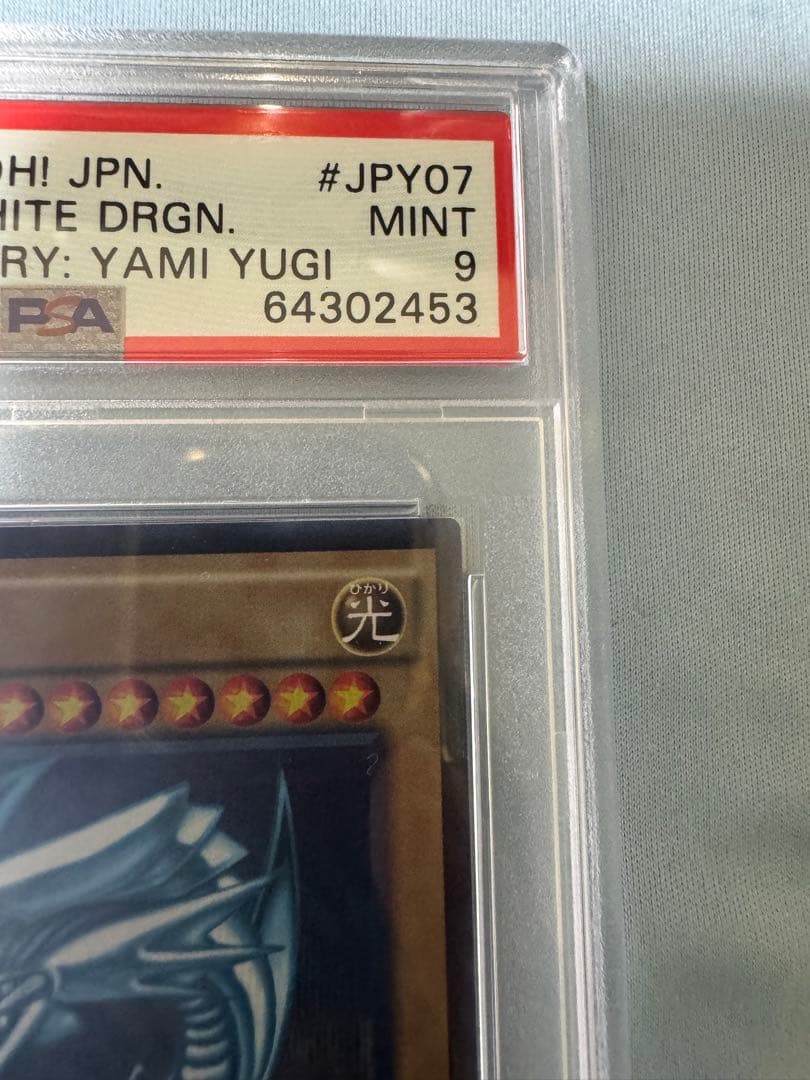 OH! JPN. #JPY07
HITE DRGN. MINT
RY: YAMI YUGI 9
PSA 64302453
ひかり
光